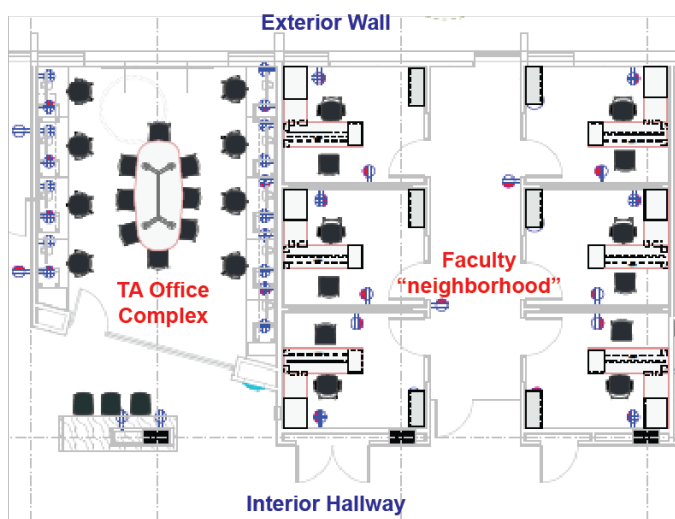 Exterior Wall
TA Office
Complex
Faculty
“neighborhood”
Interior Hallway